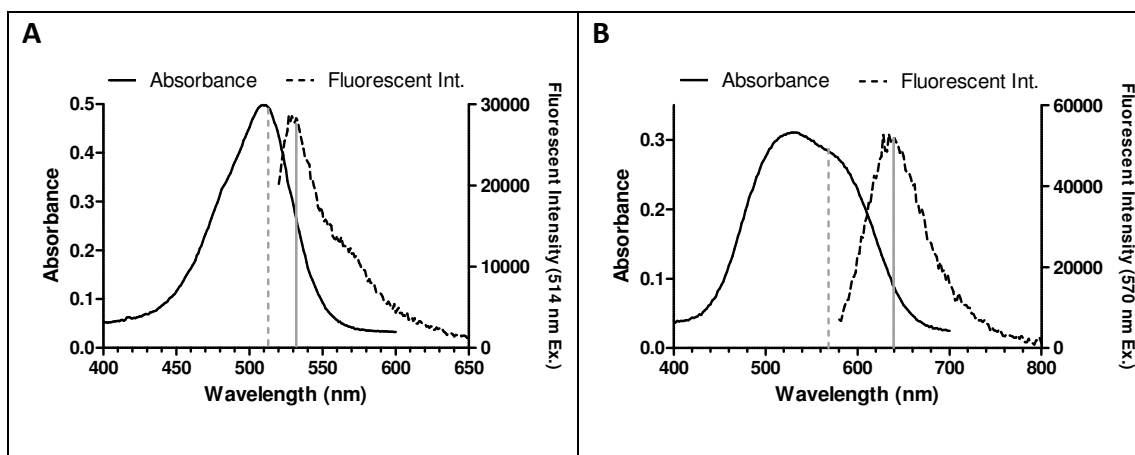 A
Absorbance
Fluorescent Int.
0.5
0.4
0.3
0.2
0.1
0.0
Absorbance
30000
20000
10000
0
Fluorescent Intensity (514 nm Ex.)
400 450 500 550 600 650
Wavelength (nm)
B
Absorbance
Fluorescent Int.
0.3
0.2
0.1
0.0
Absorbance
60000
40000
20000
0
Fluorescent Intensity (570 nm Ex.)
400 500 600 700 800
Wavelength (nm)